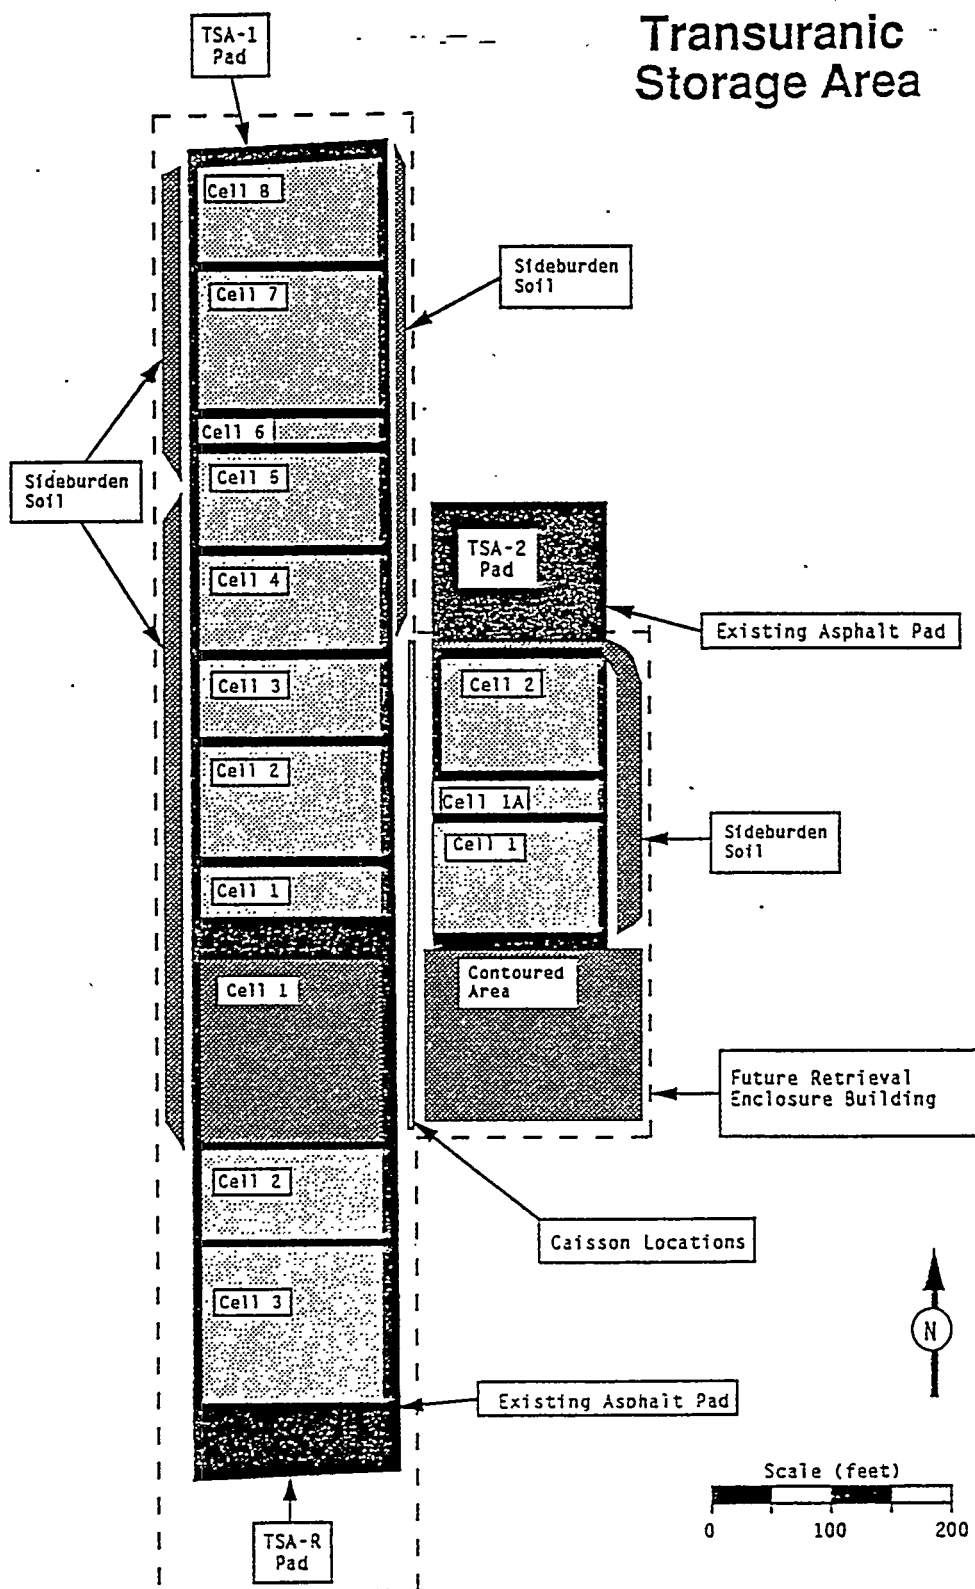 Transuranic
Storage Area
TSA-1
Pad
Cell 8
Cell 7
Cell 6
Cell 5
Cell 4
Cell 3
Cell 2
Cell 1
Cell 1
Cell 2
Cell 3
TSA-R
Pad
Sideburden
Soil
Sideburden
Soil
TSA-2
Pad
Existing Asphalt Pad
Cell 2
Cell 1A
Cell 1
Sideburden
Soil
Contoured
Area
Future Retrieval
Enclosure Building
Caisson Locations
Existing Asphalt Pad
N
Scale (feet)
0 100 200